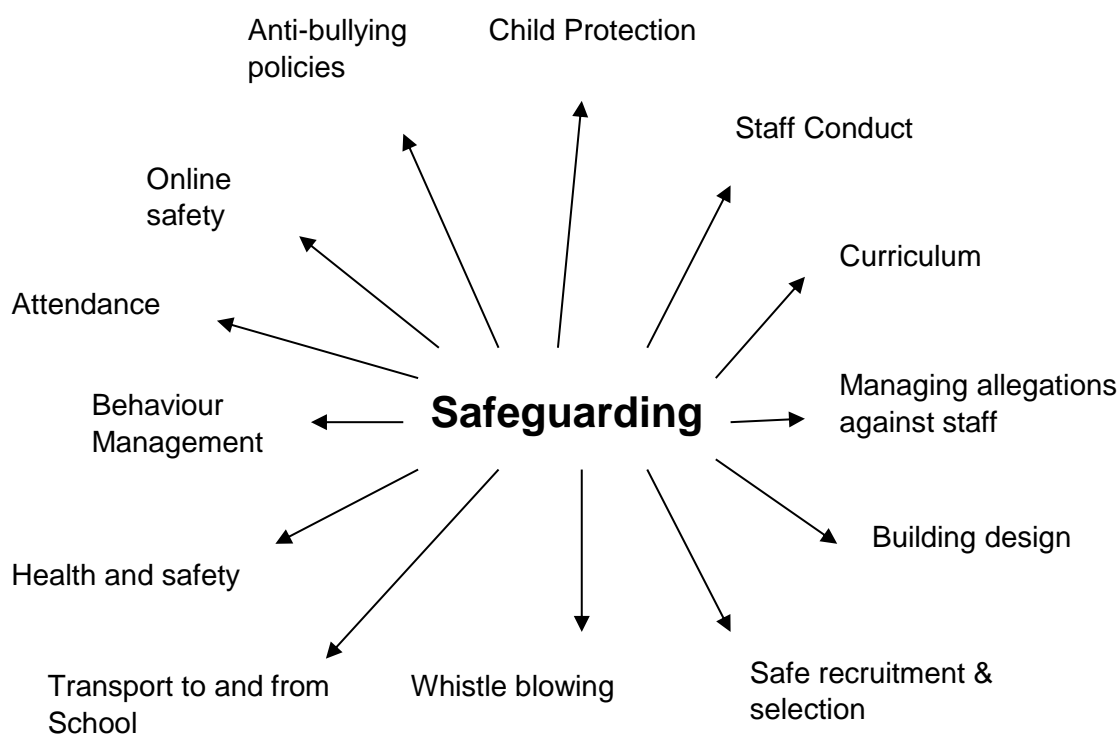 Anti-bullying
policies
Child Protection
Staff Conduct
Online
safety
Curriculum
Attendance
Managing allegations
against staff
Behaviour
Management
Safeguarding
Building design
Health and safety
Safe recruitment &
selection
Transport to and from
School
Whistle blowing